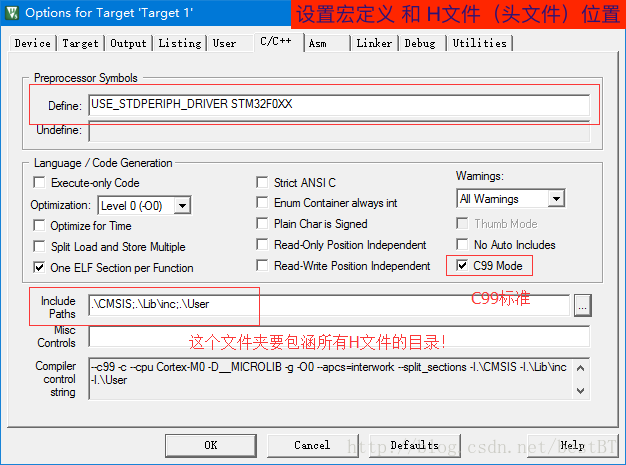 Options for Target 'Target 1'
设置宏定义 和 H文件（头文件）位置
Device Target Output Listing User C/C++ Asm Linker Debug Utilities
Preprocessor Symbols
Define: USE_STDPERIPH_DRIVER STM32F0XX
Undefine:
Language / Code Generation
Execute-only Code
Strict ANSI C
Warnings:
Optimization: Level 0 (-O0)
Enum Container always int
All Warnings
Optimize for Time
Plain Char is Signed
Thumb Mode
Split Load and Store Multiple
Read-Only Position Independent
No Auto Includes
One ELF Section per Function
Read-Write Position Independent
C99 Mode
C99标准
Include
Paths
.\CMSIS;.\Lib\inc;.\User
...
Misc
Controls
这个文件夹要包涵所有H文件的目录！
Compiler
control
string
--c99 -c --cpu Cortex-M0 -D__MICROLIB -g -O0 --apcs=interwork --split_sections -I.\CMSIS -I.\Lib\inc
-I.\User
OK Cancel Defaults Help